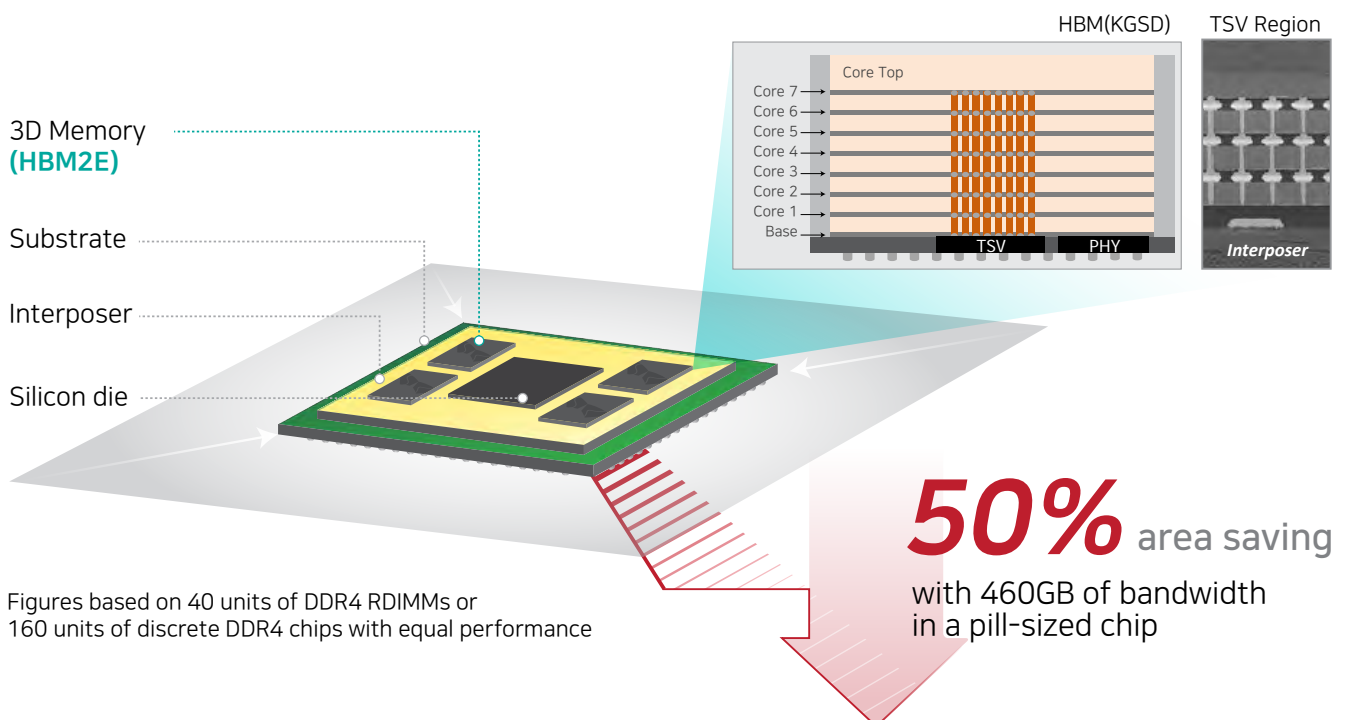 HBM(KGSD)
TSV Region
Core Top
Core 7
Core 6
Core 5
Core 4
Core 3
Core 2
Core 1
Base
TSV
PHY
Interposer
3D Memory
(HBM2E)
Substrate
Interposer
Silicon die
50% area saving
with 460GB of bandwidth
in a pill-sized chip
Figures based on 40 units of DDR4 RDIMMs or
160 units of discrete DDR4 chips with equal performance